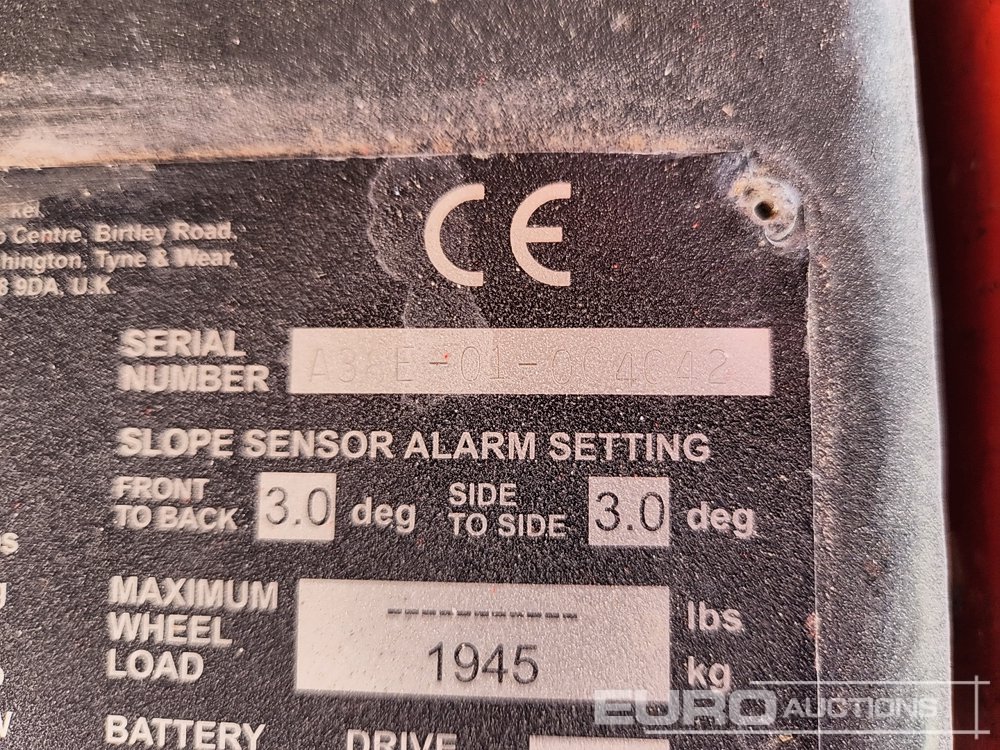 Centre, Birtley Road,
Tyne & Wear,
9DA, U.K
CE
SERIAL
NUMBER
SLOPE SENSOR ALARM SETTING
FRONT
TO BACK 3.0 deg SIDE
TO SIDE 3.0 deg
MAXIMUM
WHEEL
LOAD
---------- lbs
1945 kg
BATTERY
DRIVE
EURO AUCTIONS